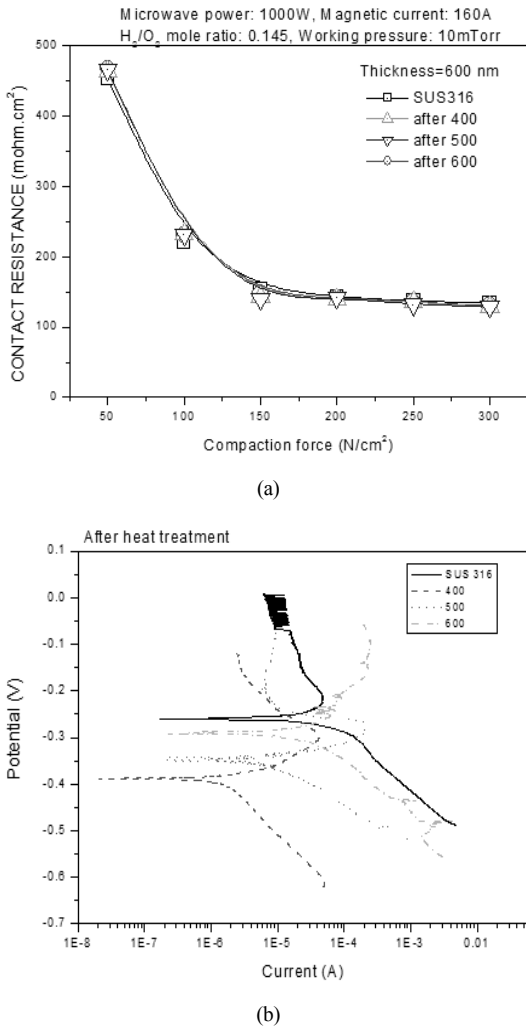 Microwave power: 1000W, Magnetic current: 160A
H2/O2 mole ratio: 0.145, Working pressure: 10mTorr
Thickness=600 nm
SUS316
after 400
after 500
after 600
CONTACT RESISTANCE (mohm.cm²)
500
400
300
200
100
0
50 100 150 200 250 300
Compaction force (N/cm²)
(a)
After heat treatment
SUS 316
400
500
600
Potential (V)
0.1
0.0
-0.1
-0.2
-0.3
-0.4
-0.5
-0.6
-0.7
1E-8 1E-7 1E-6 1E-5 1E-4 1E-3 0.01
Current (A)
(b)